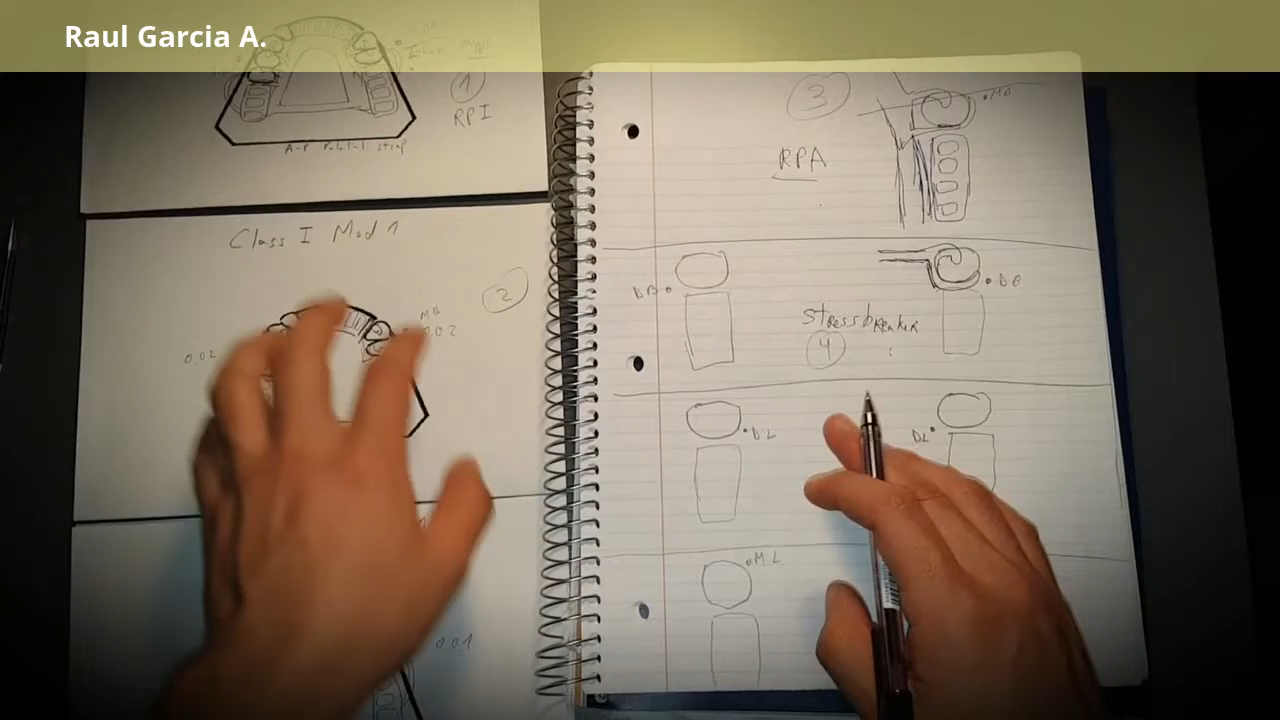 Raul Garcia A.
1
RPI
A-P Palatal strap
Class I Mod 1
2
MB
0.02
0.02
0.01
3
MB
RPA
DB
DB
stressbreaker
4
DL
DL
ML